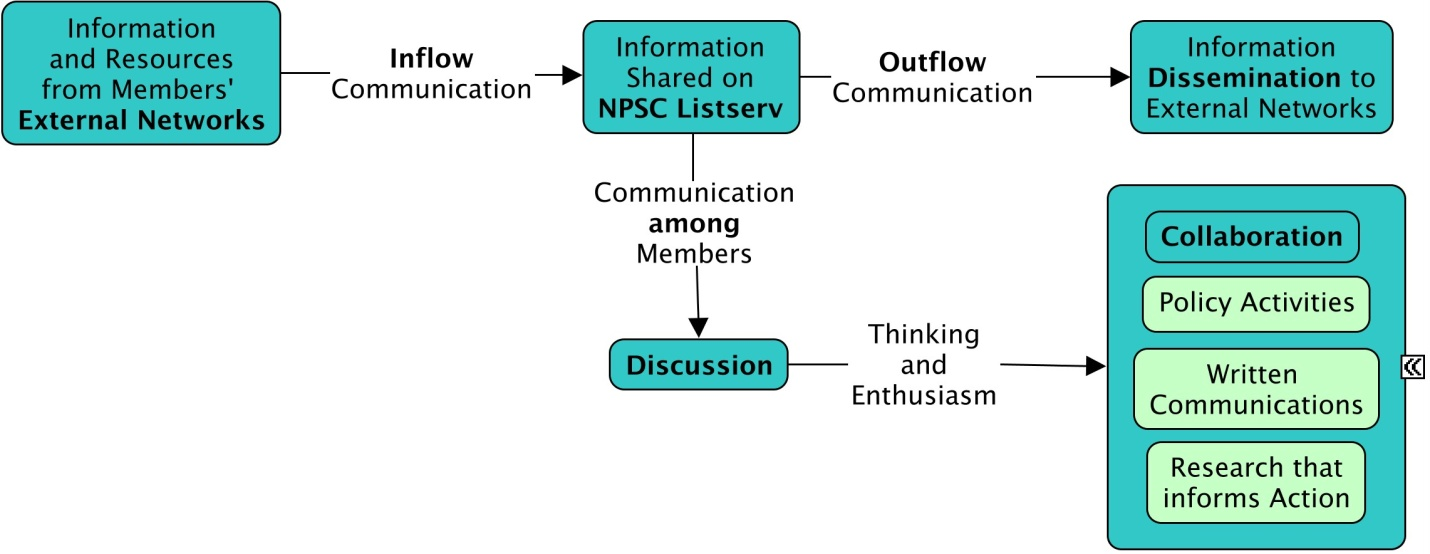 Information
and Resources
from Members'
External Networks
Inflow
Communication
Information
Shared on
NPSC Listserv
Outflow
Communication
Information
Dissemination to
External Networks
Communication
among
Members
Discussion
Thinking
and
Enthusiasm
Collaboration
Policy Activities
Written
Communications
Research that
informs Action